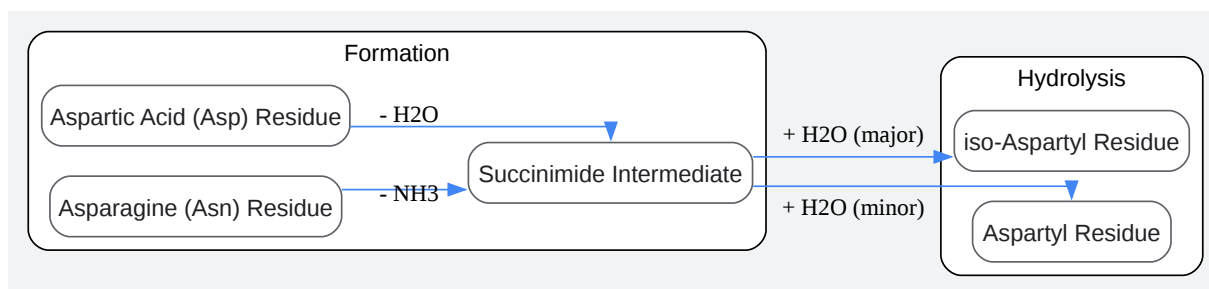 Formation
Aspartic Acid (Asp) Residue
- H2O
Succinimide Intermediate
Asparagine (Asn) Residue
- NH3
+ H2O (major)
+ H2O (minor)
Hydrolysis
iso-Aspartyl Residue
Aspartyl Residue